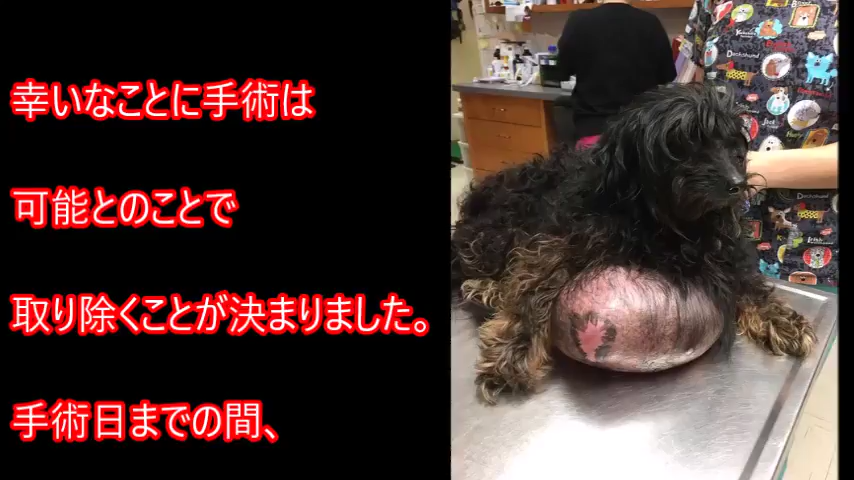 幸いなことに手術は
可能とのことで
取り除くことが決まりました。
手術日までの間、
Dachshund